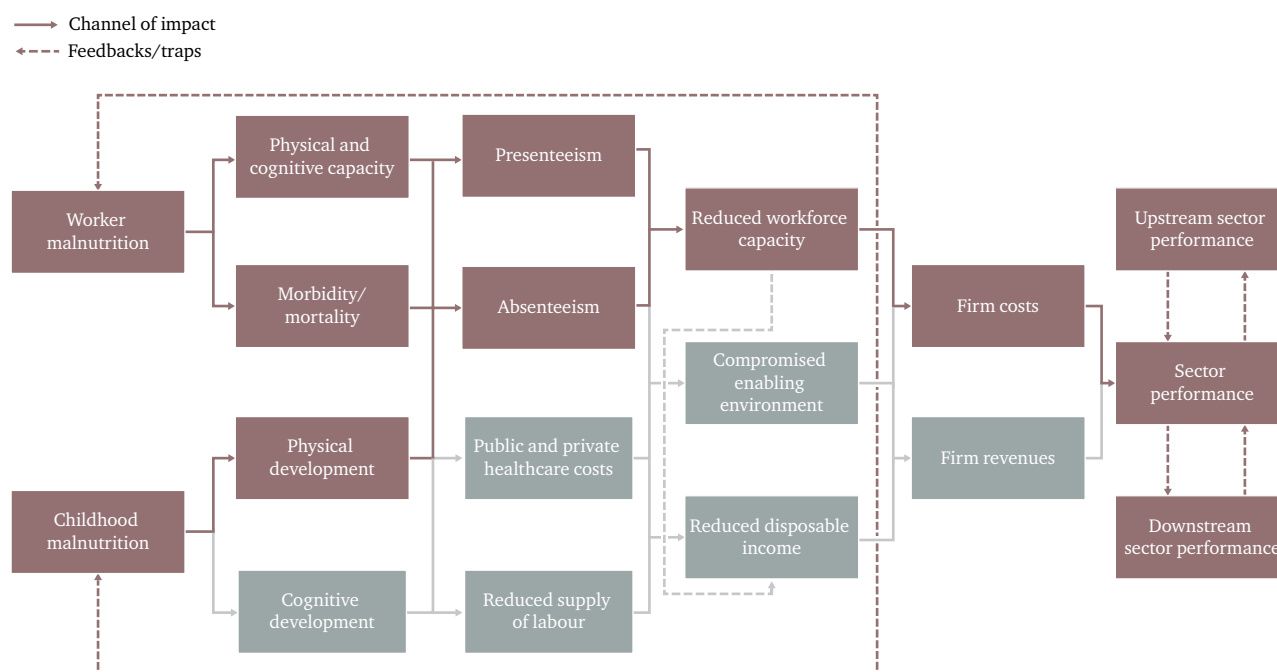 Channel of impact
Feedbacks/traps
Worker
malnutrition
Childhood
malnutrition
Physical and
cognitive capacity
Morbidity/
mortality
Physical
development
Cognitive
development
Presenteeism
Absenteeism
Public and private
healthcare costs
Reduced supply
of labour
Reduced workforce
capacity
Compromised
enabling
environment
Reduced disposable
income
Firm costs
Firm revenues
Upstream sector
performance
Sector
performance
Downstream
sector performance